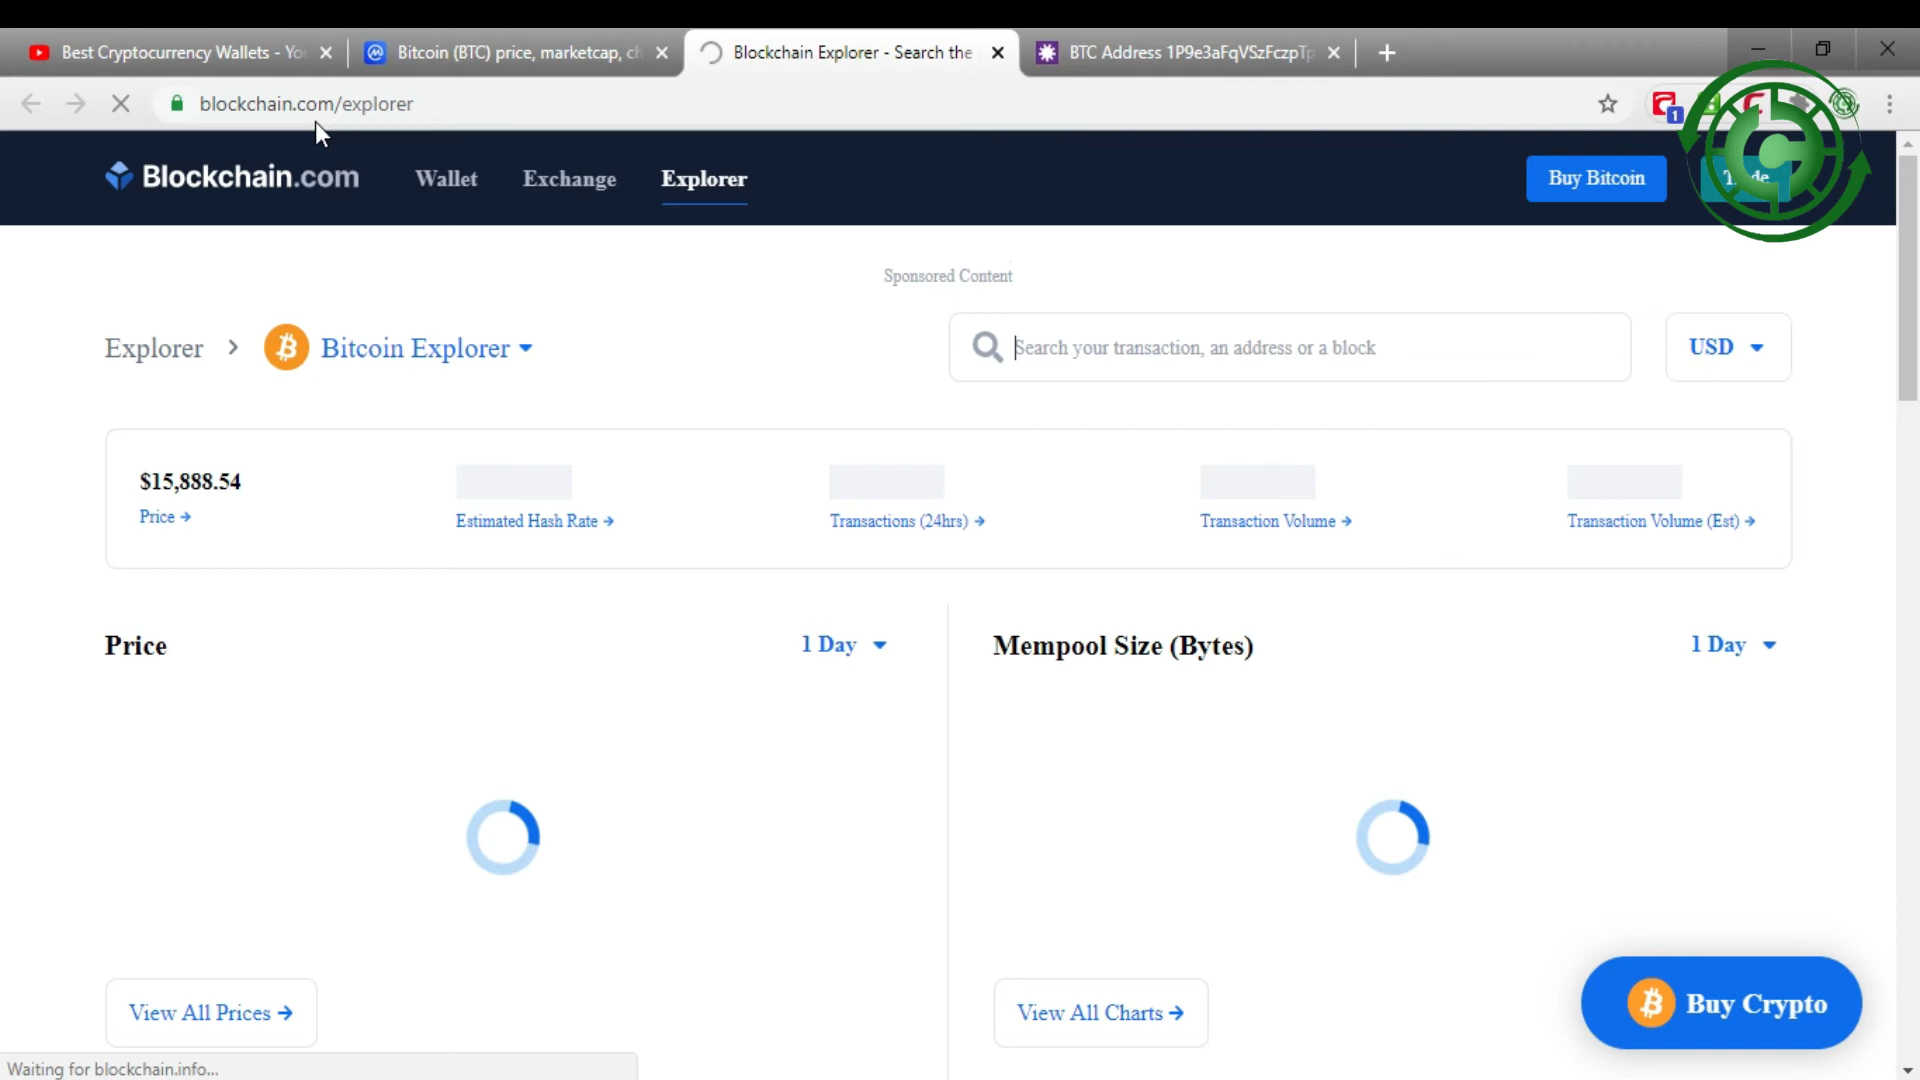 Best Cryptocurrency Wallets - Yo
Bitcoin (BTC) price, marketcap, ch
Blockchain Explorer - Search the
BTC Address 1P9e3aFqVSzFczpTp
blockchain.com/explorer
1
Blockchain.com
Wallet
Exchange
Explorer
Buy Bitcoin
Sponsored Content
Explorer
Bitcoin Explorer
Search your transaction, an address or a block
USD
$15,888.54
Price
Estimated Hash Rate
Transactions (24hrs)
Transaction Volume
Transaction Volume (Est)
Price
1 Day
Mempool Size (Bytes)
1 Day
View All Prices
View All Charts
Buy Crypto
Waiting for blockchain.info...